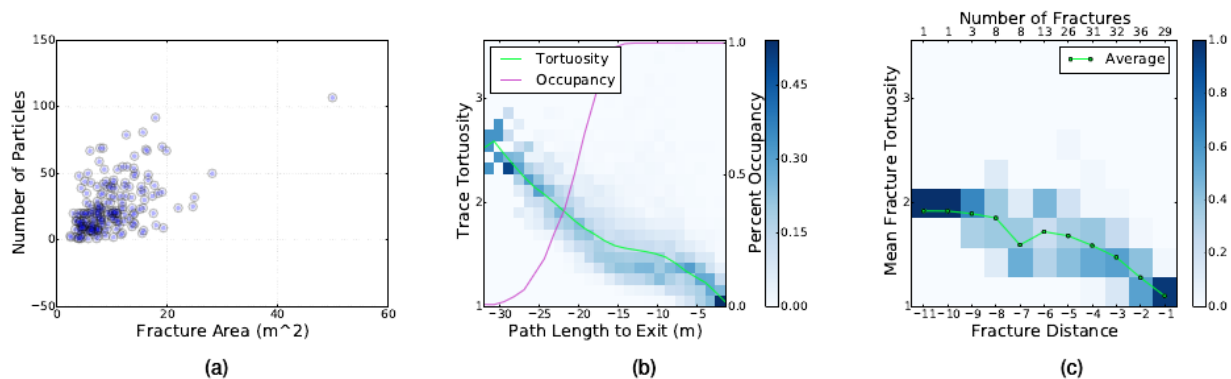 150
100
50
0
−50
0 20 40 60
Number of Particles
Fracture Area (m^2)
(a)
Tortuosity
Occupancy
3
2
1
Trace Tortuosity
−30 −25 −20 −15 −10 −5
Path Length to Exit (m)
1.0
0.5
0.0
Percent Occupancy
0.45
0.30
0.15
0.00
(b)
Number of Fractures
1 1 3 8 8 13 26 31 32 36 29
Average
3
2
1
Mean Fracture Tortuosity
−11 −10 −9 −8 −7 −6 −5 −4 −3 −2 −1
Fracture Distance
1.0
0.8
0.6
0.4
0.2
0.0
(c)